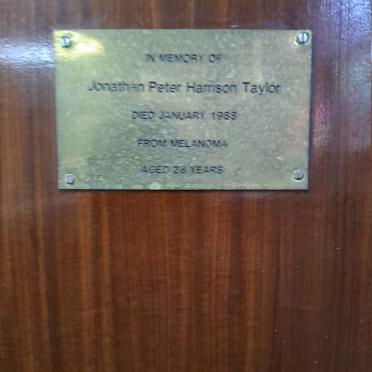 IN MEMORY OF
Jonathan Peter Harrison Taylor
DIED JANUARY 1988
FROM MELANOMA
AGED 28 YEARS